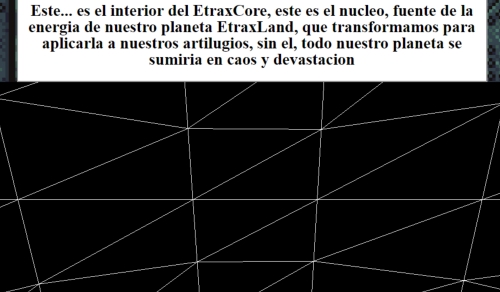 Este... es el interior del EtraxCore, este es el nucleo, fuente de la
energia de nuestro planeta EtraxLand, que transformamos para
aplicarla a nuestros artilugios, sin el, todo nuestro planeta se
sumiria en caos y devastacion